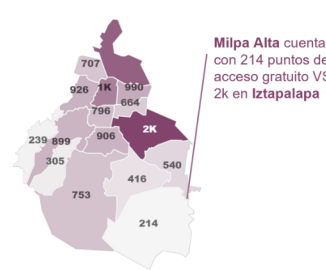 Milpa Alta cuenta
con 214 puntos de
acceso gratuito VS
2k en Iztapalapa
707
926
1K
990
796
664
2K
906
239
899
305
540
416
753
214